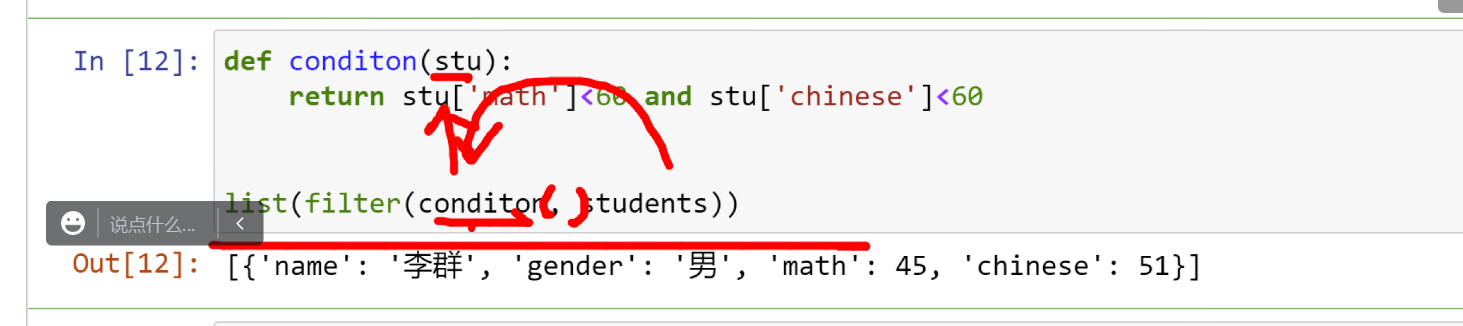 In [12]: def conditon(stu):
return stu['math']<60 and stu['chinese']<60
list(filter(conditon, students))
说点什么...
Out[12]: [{'name': '李群', 'gender': '男', 'math': 45, 'chinese': 51}]